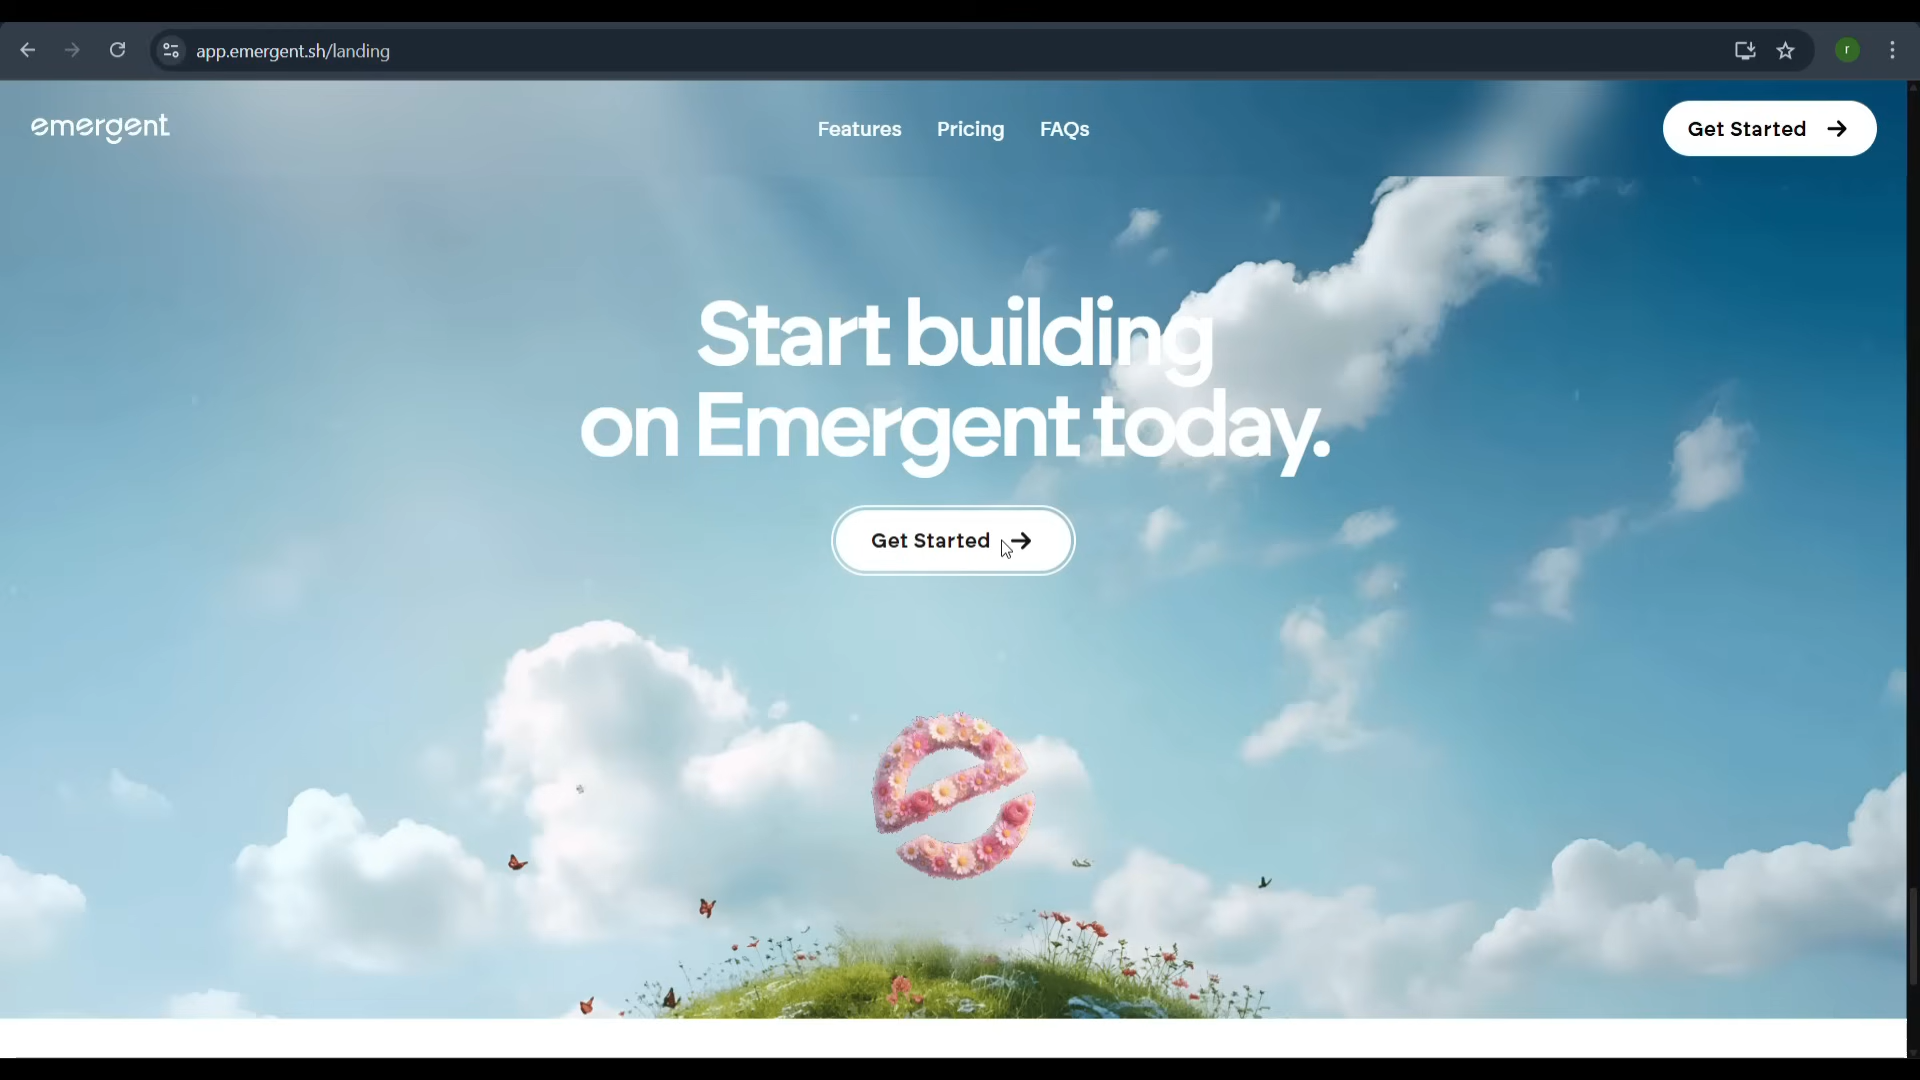 app.emergent.sh/landing
r
emergent
Features
Pricing
FAQs
Get Started
Start building
on Emergent today.
Get Started
e